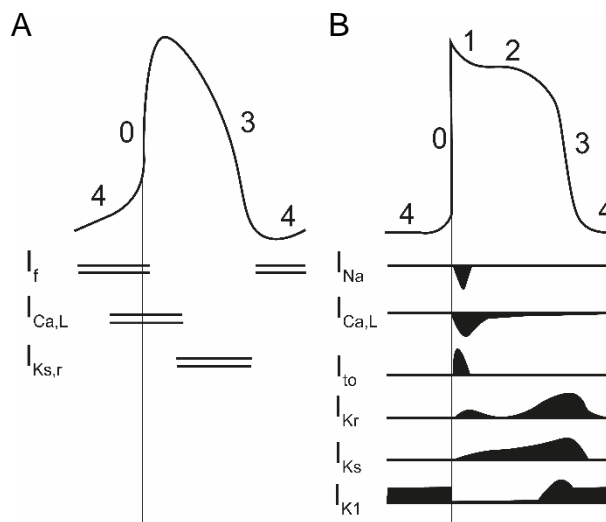 A
0
3
4
4
I_f
I_Ca,L
I_Ks,r
B
1
2
0
3
4
4
I_Na
I_Ca,L
I_to
I_Kr
I_Ks
I_K1